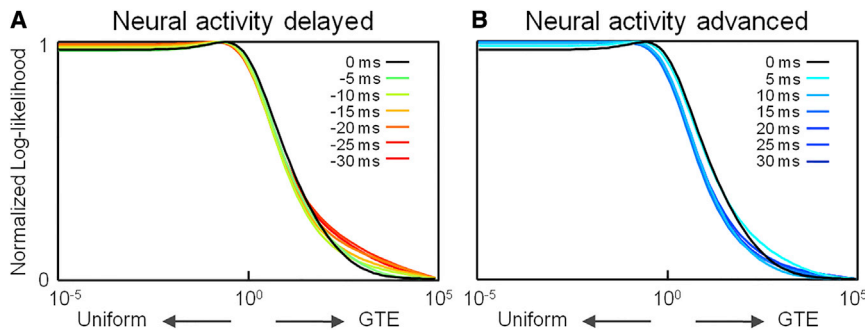 A Neural activity delayed
Normalized Log-likelihood
1
0
0 ms
-5 ms
-10 ms
-15 ms
-20 ms
-25 ms
-30 ms
10⁻⁵ 10⁰ 10⁵
Uniform GTE
B Neural activity advanced
0 ms
5 ms
10 ms
15 ms
20 ms
25 ms
30 ms
10⁻⁵ 10⁰ 10⁵
Uniform GTE